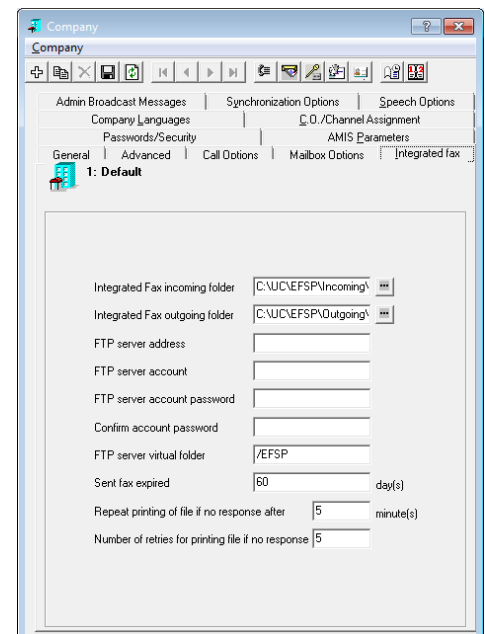 Company
Company
Admin Broadcast Messages Synchronization Options Speech Options
Company Languages C.O./Channel Assignment
Passwords/Security AMIS Parameters
General Advanced Call Options Mailbox Options Integrated fax
1: Default
Integrated Fax incoming folder C:\UC\EFSP\Incoming\ ...
Integrated Fax outgoing folder C:\UC\EFSP\Outgoing\ ...
FTP server address
FTP server account
FTP server account password
Confirm account password
FTP server virtual folder /EFSP
Sent fax expired 60 day(s)
Repeat printing of file if no response after 5 minute(s)
Number of retries for printing file if no response 5